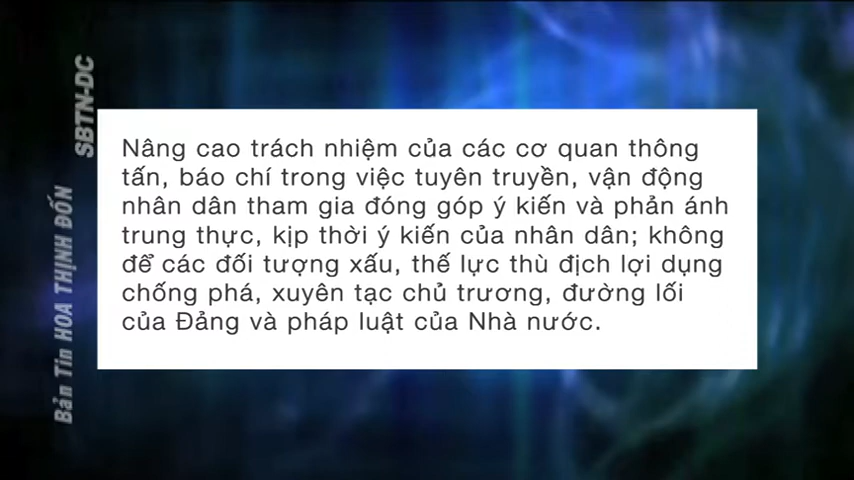 SBTN-DC
Bản Tin HOA THỊNH ĐỐN
Nâng cao trách nhiệm của các cơ quan thông
tấn, báo chí trong việc tuyên truyền, vận động
nhân dân tham gia đóng góp ý kiến và phản ánh
trung thực, kịp thời ý kiến của nhân dân; không
để các đối tượng xấu, thế lực thù địch lợi dụng
chống phá, xuyên tạc chủ trương, đường lối
của Đảng và pháp luật của Nhà nước.